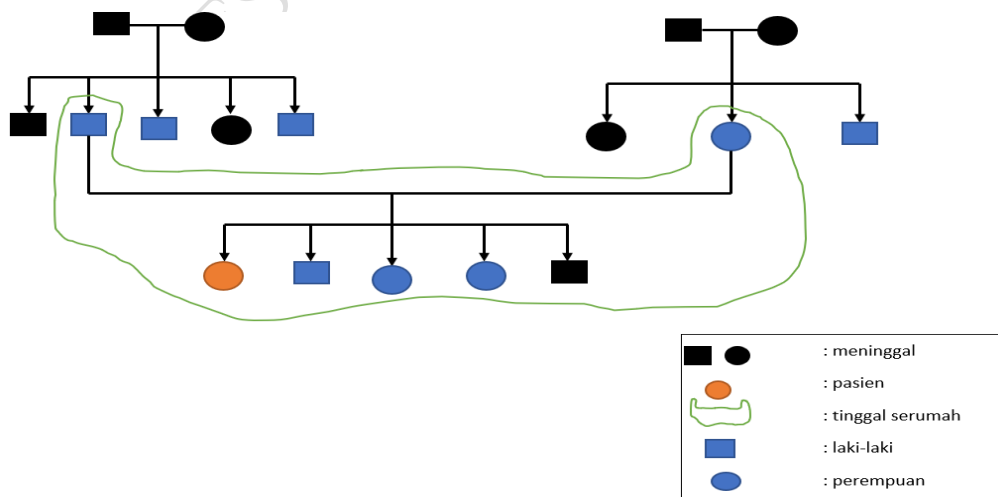 : meninggal
: pasien
: tinggal serumah
: laki-laki
: perempuan